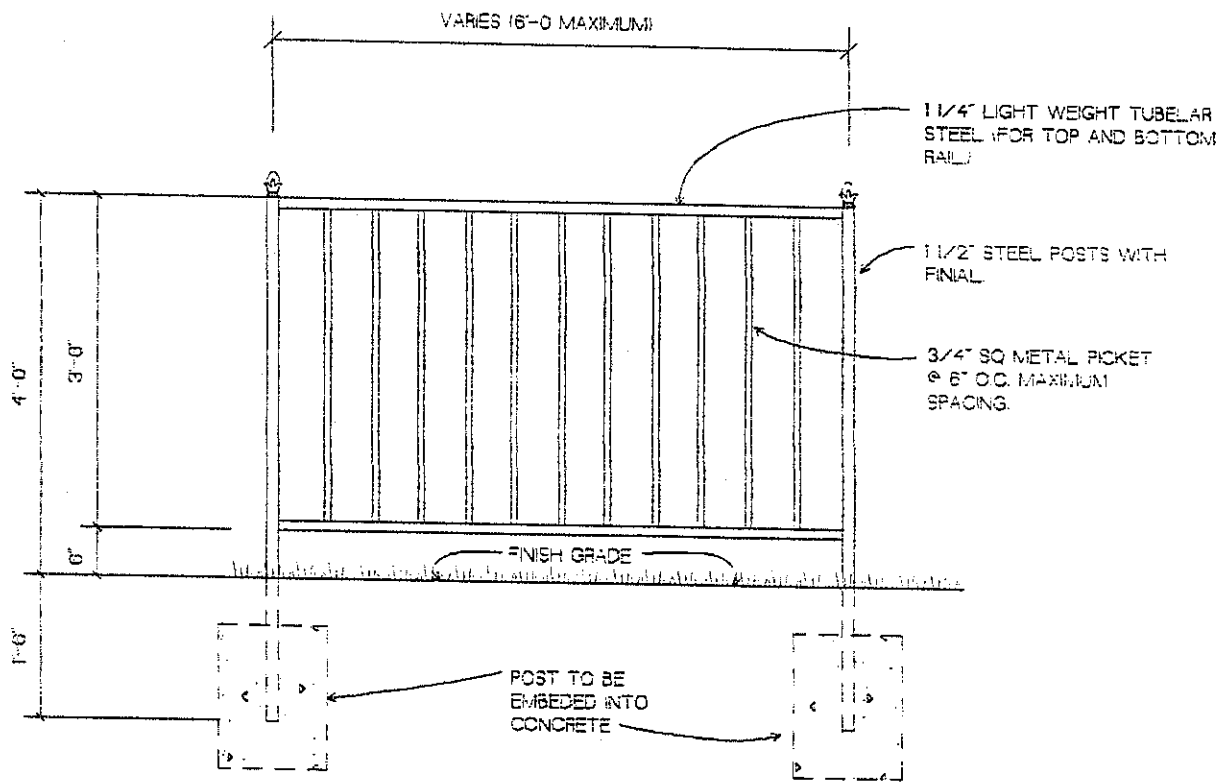 VARIES (6'-0 MAXIMUM)
1 1/4" LIGHT WEIGHT TUBELAR
STEEL (FOR TOP AND BOTTOM
RAIL)
1 1/2" STEEL POSTS WITH
FINIAL.
3/4" SQ METAL PICKET
@ 6" O.C. MAXIMUM
SPACING.
4'-0"
3'-0"
6"
FINISH GRADE
1'-6"
POST TO BE
EMBEDED INTO
CONCRETE